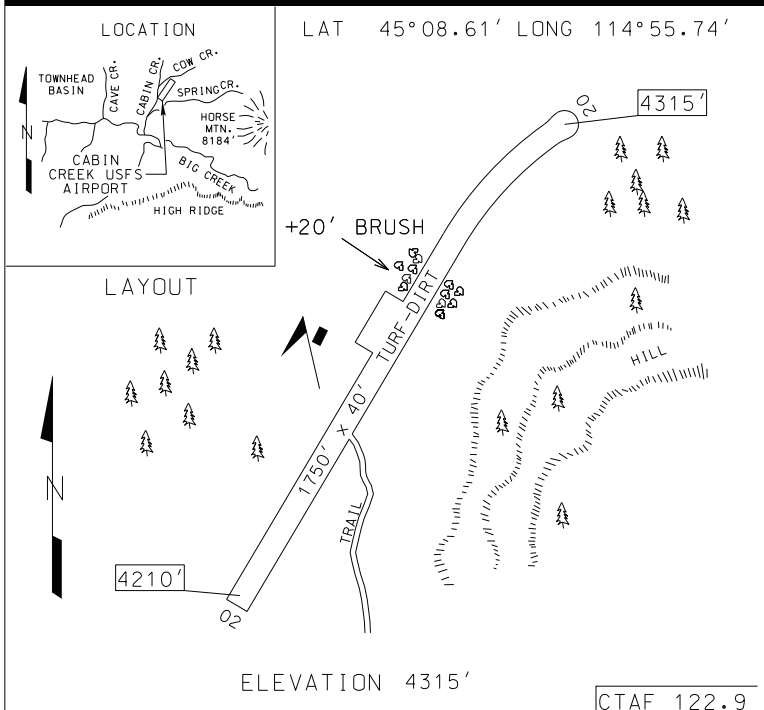 LOCATION
TOWNHEAD
BASIN
CAVE CR.
CABIN CR.
COW CR.
SPRING CR.
HORSE
MTN.
8184'
N
CABIN
CREEK USFS
AIRPORT
BIG CREEK
HIGH RIDGE
LAT 45°08.61' LONG 114°55.74'
20
4315'
+20' BRUSH
LAYOUT
1750' X 40' TURF-DIRT
HILL
N
TRAIL
4210'
02
ELEVATION 4315'
CTAF 122.9